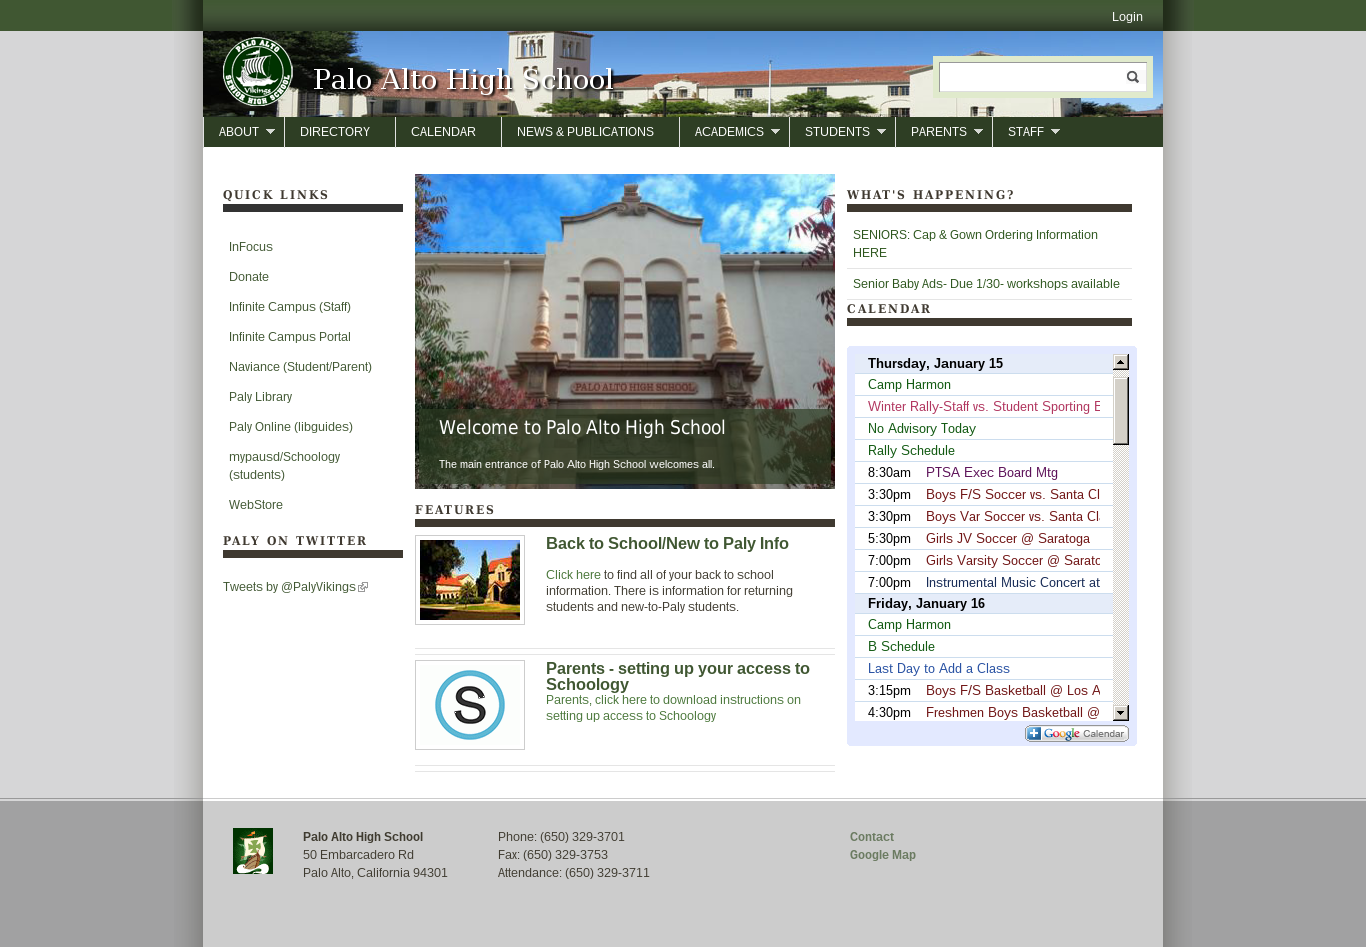 Login
PALO ALTO
Vikings
SENIOR HIGH SCHOOL
Palo Alto High School
ABOUT DIRECTORY CALENDAR NEWS & PUBLICATIONS ACADEMICS STUDENTS PARENTS STAFF
QUICK LINKS
InFocus
Donate
Infinite Campus (Staff)
Infinite Campus Portal
Naviance (Student/Parent)
Paly Library
Paly Online (libguides)
mypausd/Schoology
(students)
WebStore
PALY ON TWITTER
Tweets by @PalyVikings
PALO ALTO HIGH SCHOOL
Welcome to Palo Alto High School
The main entrance of Palo Alto High School welcomes all.
FEATURES
Back to School/New to Paly Info
Click here to find all of your back to school
information. There is information for returning
students and new-to-Paly students.
S
Parents - setting up your access to
Schoology
Parents, click here to download instructions on
setting up access to Schoology
WHAT'S HAPPENING?
SENIORS: Cap & Gown Ordering Information
HERE
Senior Baby Ads- Due 1/30- workshops available
CALENDAR
Thursday, January 15
Camp Harmon
Winter Rally-Staff vs. Student Sporting E
No Advisory Today
Rally Schedule
8:30am PTSA Exec Board Mtg
3:30pm Boys F/S Soccer vs. Santa Cl
3:30pm Boys Var Soccer vs. Santa Cl
5:30pm Girls JV Soccer @ Saratoga
7:00pm Girls Varsity Soccer @ Sarato
7:00pm Instrumental Music Concert at
Friday, January 16
Camp Harmon
B Schedule
Last Day to Add a Class
3:15pm Boys F/S Basketball @ Los A
4:30pm Freshmen Boys Basketball @
Google Calendar
Palo Alto High School
50 Embarcadero Rd
Palo Alto, California 94301
Phone: (650) 329-3701
Fax: (650) 329-3753
Attendance: (650) 329-3711
Contact
Google Map